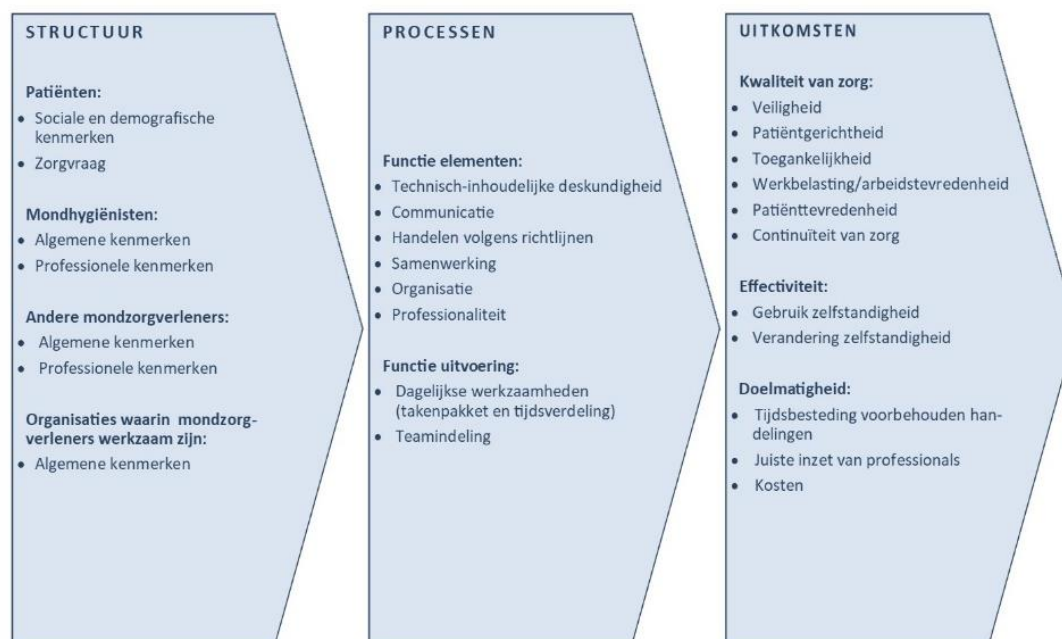 STRUCTUUR
Patiënten:
• Sociale en demografische
kenmerken
• Zorgvraag
Mondhygiënisten:
• Algemene kenmerken
• Professionele kenmerken
Andere mondzorgverleners:
• Algemene kenmerken
• Professionele kenmerken
Organisaties waarin mondzorg-
verleners werkzaam zijn:
• Algemene kenmerken
PROCESSEN
Functie elementen:
• Technisch-inhoudelijke deskundigheid
• Communicatie
• Handelen volgens richtlijnen
• Samenwerking
• Organisatie
• Professionaliteit
Functie uitvoering:
• Dagelijkse werkzaamheden
(takenpakket en tijdsverdeling)
• Teamindeling
UITKOMSTEN
Kwaliteit van zorg:
• Veiligheid
• Patiëntgerichtheid
• Toegankelijkheid
• Werkbelasting/arbeidstevredenheid
• Patiënttevredenheid
• Continuïteit van zorg
Effectiviteit:
• Gebruik zelfstandigheid
• Verandering zelfstandigheid
Doelmatigheid:
• Tijdsbesteding voorbehouden han-
delingen
• Juiste inzet van professionals
• Kosten